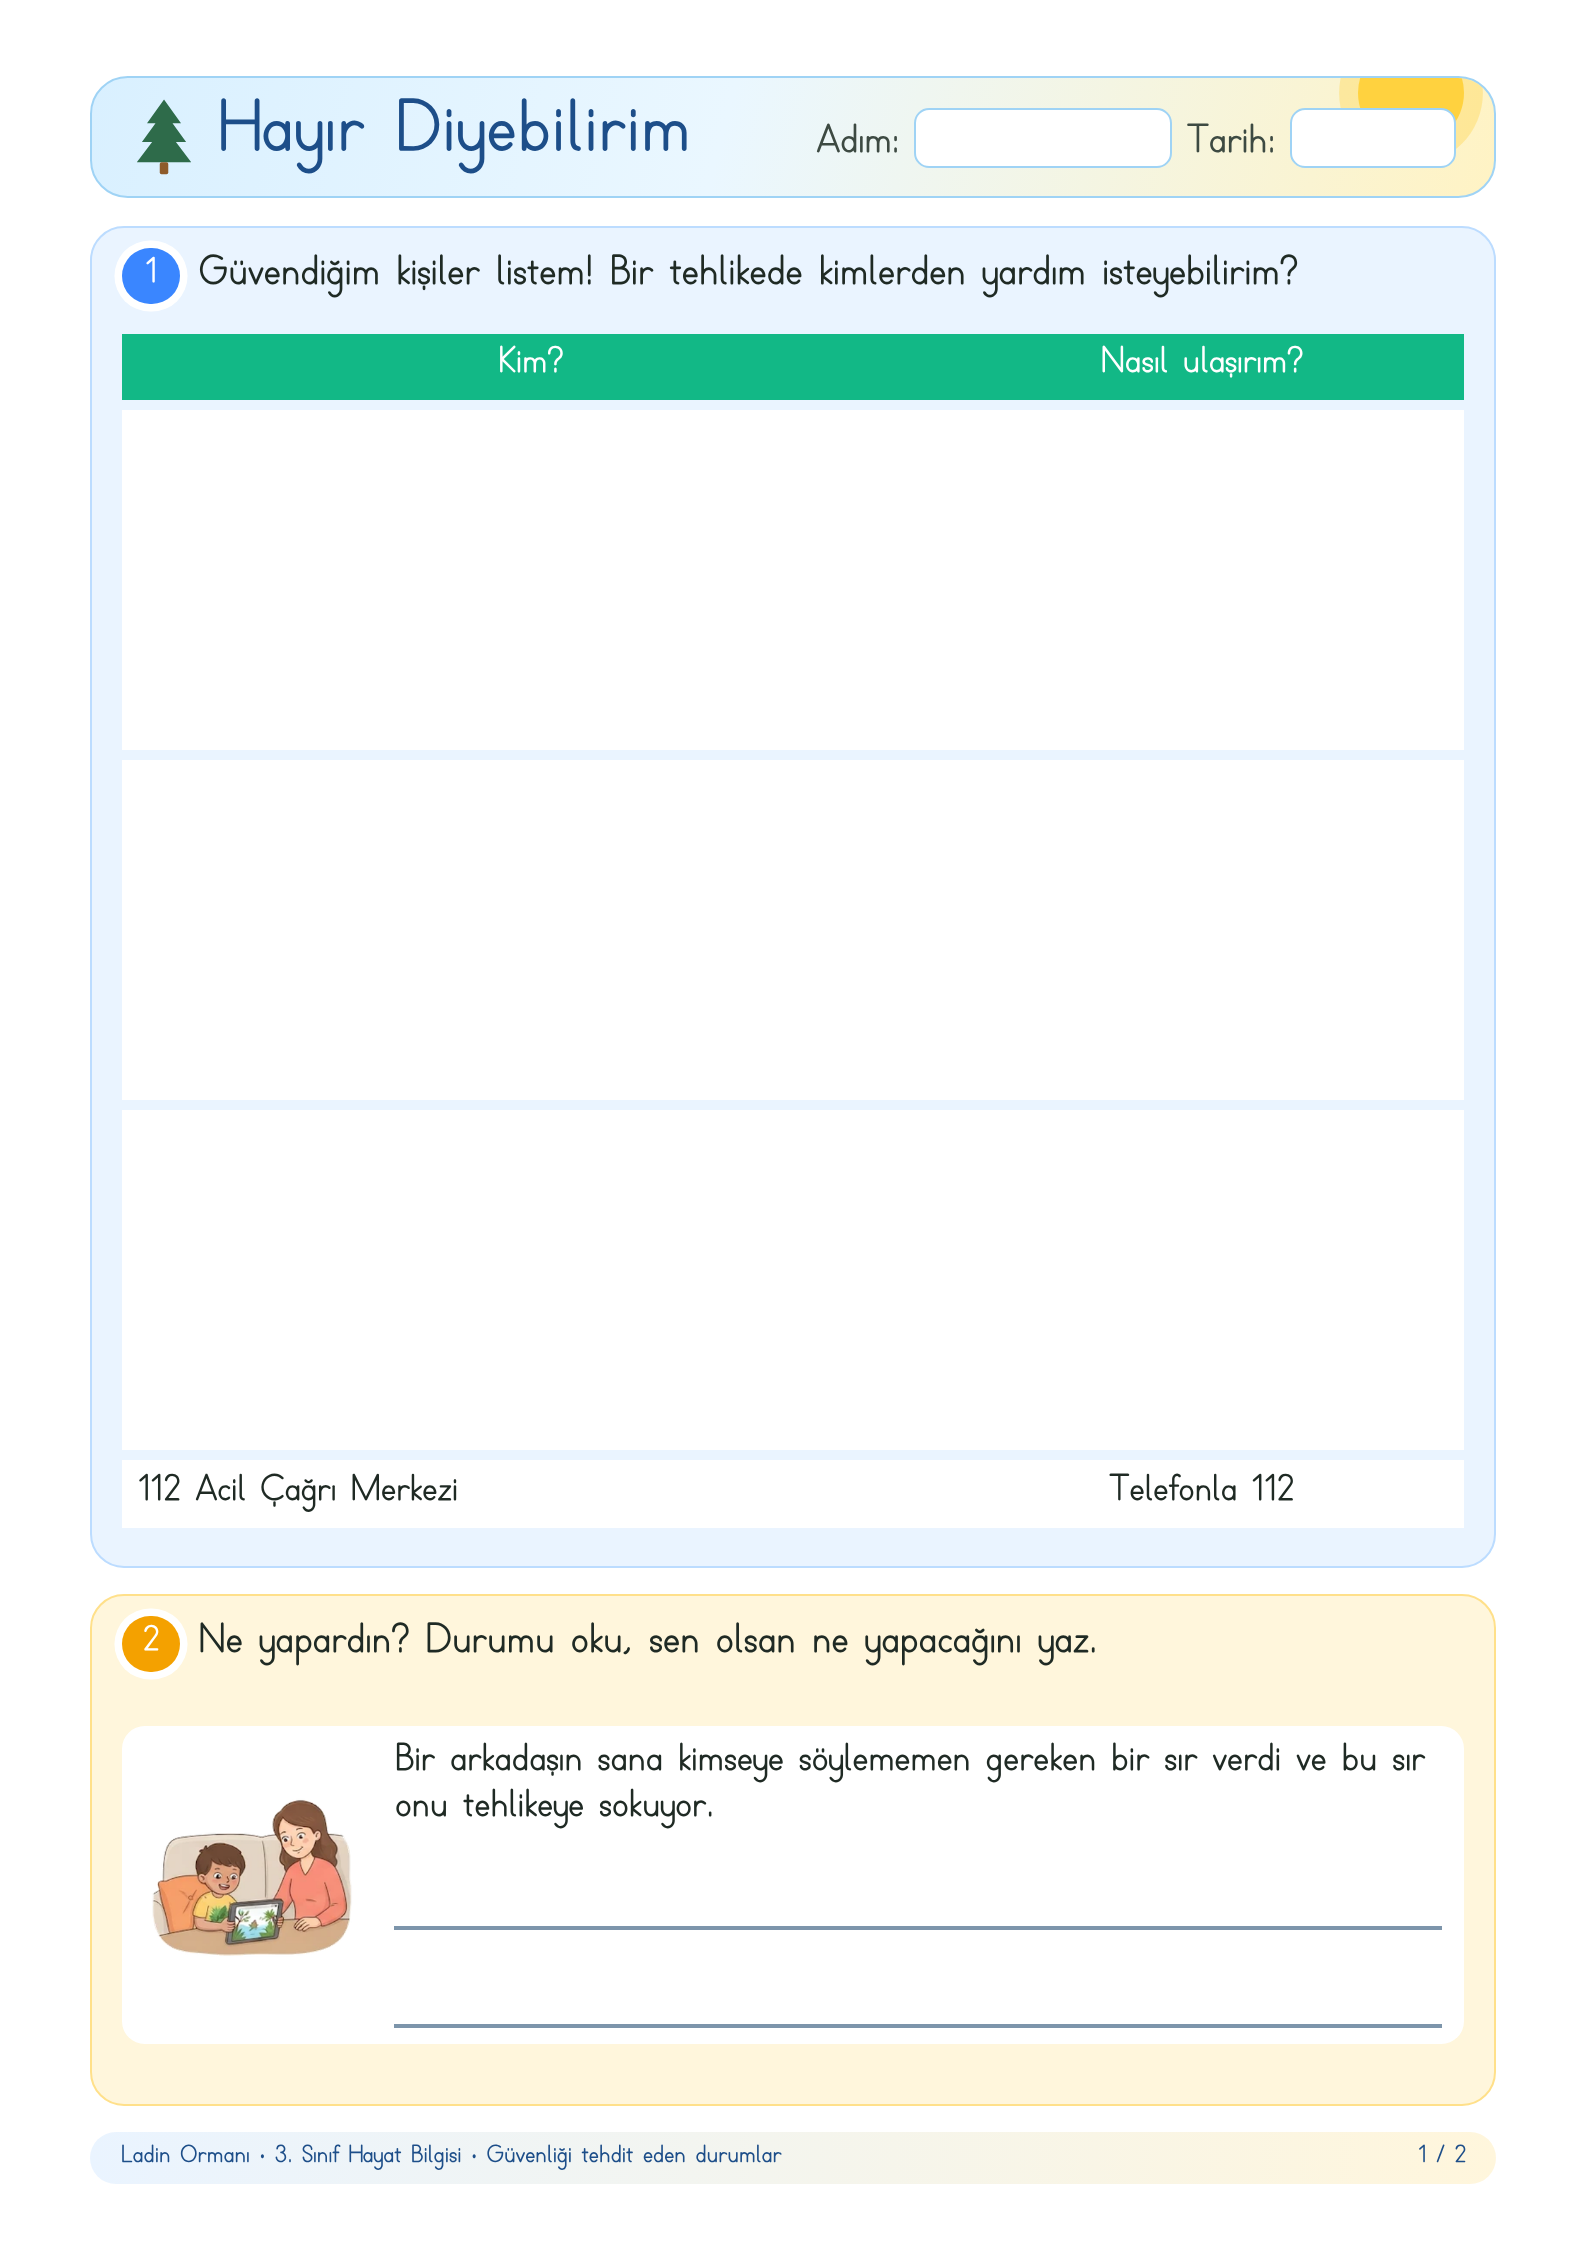 Hayır Diyebilirim
Adım:
Tarih:
1 Güvendiğim kişiler listem! Bir tehlikede kimlerden yardım isteyebilirim?
Kim? Nasıl ulaşırım?
112 Acil Çağrı Merkezi Telefonla 112
2 Ne yapardın? Durumu oku, sen olsan ne yapacağını yaz.
Bir arkadaşın sana kimseye söylememen gereken bir sır verdi ve bu sır
onu tehlikeye sokuyor.
Ladin Ormanı • 3. Sınıf Hayat Bilgisi • Güvenliği tehdit eden durumlar 1 / 2